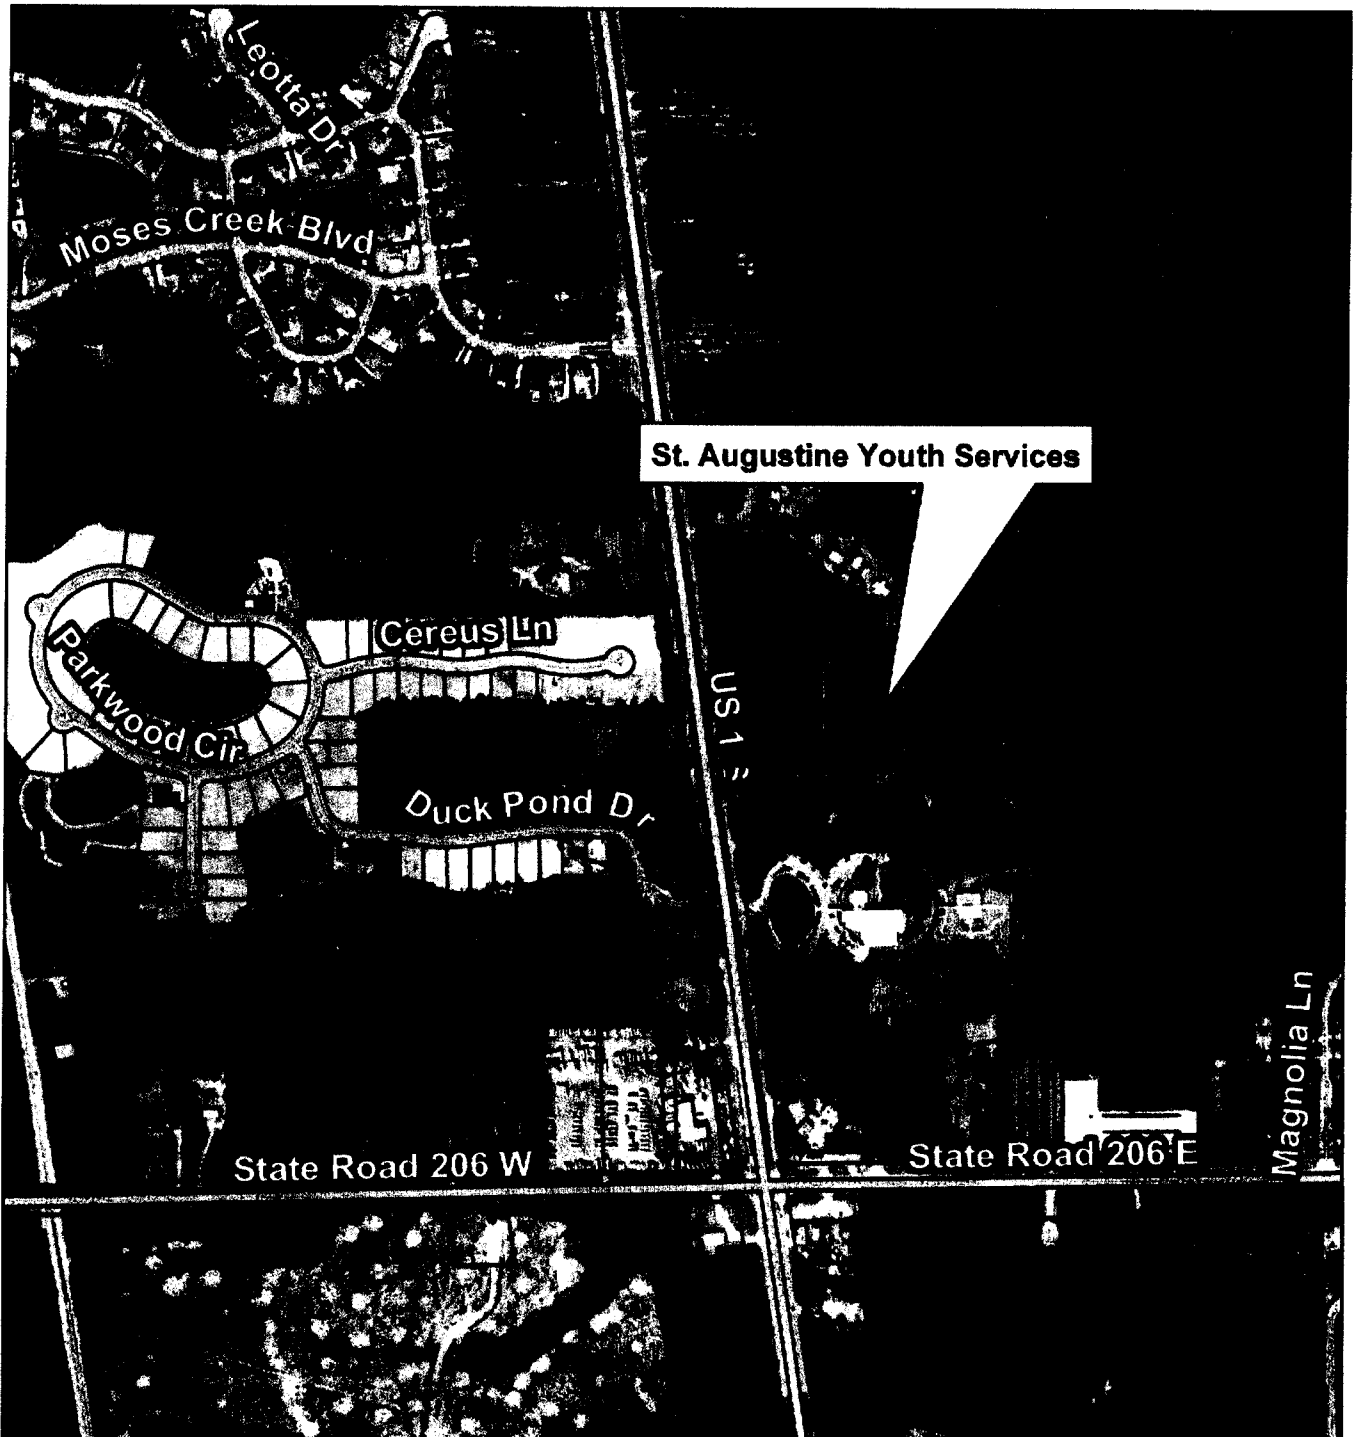 Leotta Dr
Moses Creek Blvd
St. Augustine Youth Services
Cereus Ln
Parkwood Cir
US 1 S
Duck Pond Dr
Magnolia Ln
State Road 206 W
State Road 206 E